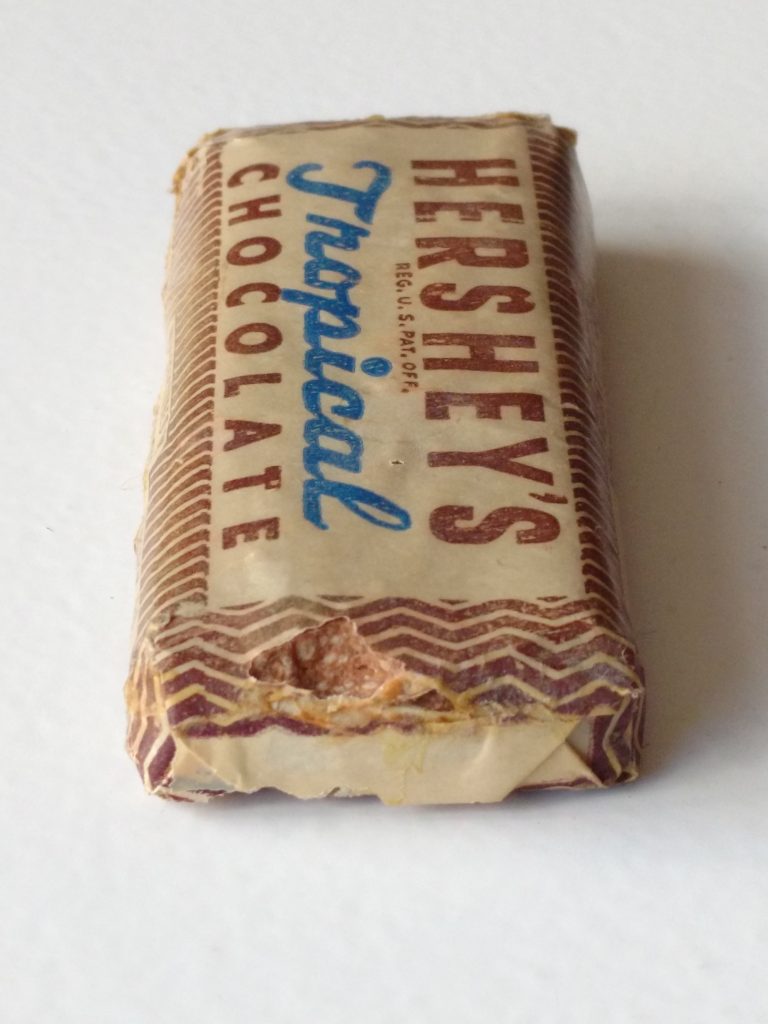 HERSHEY'S
REG. U. S. PAT. OFF.
Tropical
CHOCOLATE